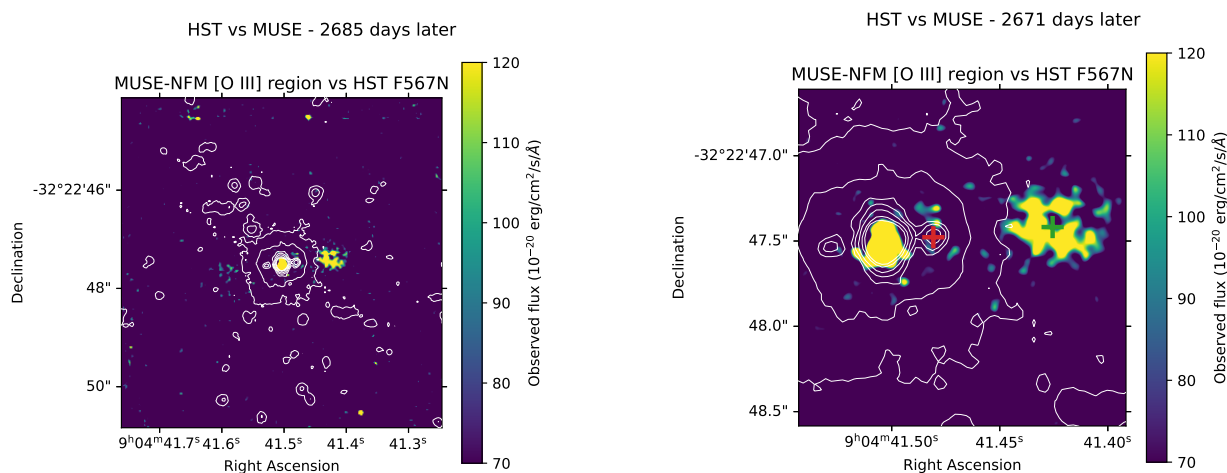 HST vs MUSE - 2685 days later
MUSE-NFM [O III] region vs HST F567N
-32°22'46"
48"
50"
Declination
9ʰ04ᵐ41.7ˢ 41.6ˢ 41.5ˢ 41.4ˢ 41.3ˢ
Right Ascension
120
110
100
90
80
70
Observed flux (10⁻²⁰ erg/cm²/s/Å)
HST vs MUSE - 2671 days later
MUSE-NFM [O III] region vs HST F567N
-32°22'47.0"
47.5"
48.0"
48.5"
Declination
9ʰ04ᵐ41.50ˢ 41.45ˢ 41.40ˢ
Right Ascension
120
110
100
90
80
70
Observed flux (10⁻²⁰ erg/cm²/s/Å)